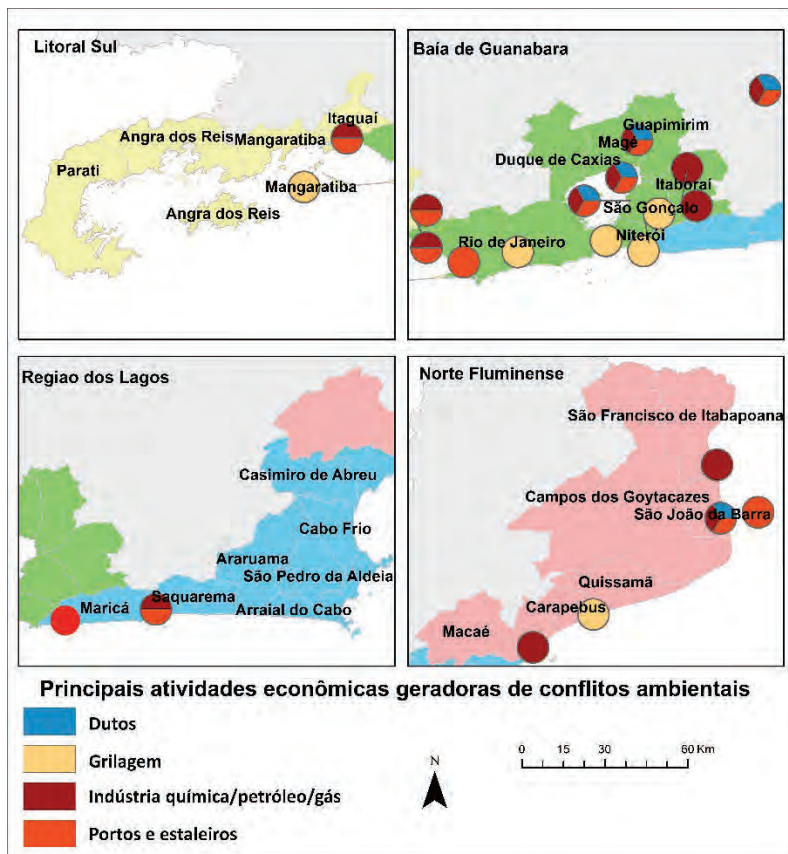 Litoral Sul
Itaguaí
Angra dos Reis
Mangaratiba
Parati
Mangaratiba
Angra dos Reis
Baía de Guanabara
Guapimirim
Magé
Duque de Caxias
Itaboraí
São Gonçalo
Niterói
Rio de Janeiro
Regiao dos Lagos
Casimiro de Abreu
Cabo Frio
Araruama
São Pedro da Aldeia
Saquarema
Maricá
Arraial do Cabo
Norte Fluminense
São Francisco de Itabapoana
Campos dos Goytacazes
São João da Barra
Quissamã
Carapebus
Macaé
Principais atividades econômicas geradoras de conflitos ambientais
Dutos
Grilagem
Indústria química/petróleo/gás
Portos e estaleiros
N
0 15 30 60 Km